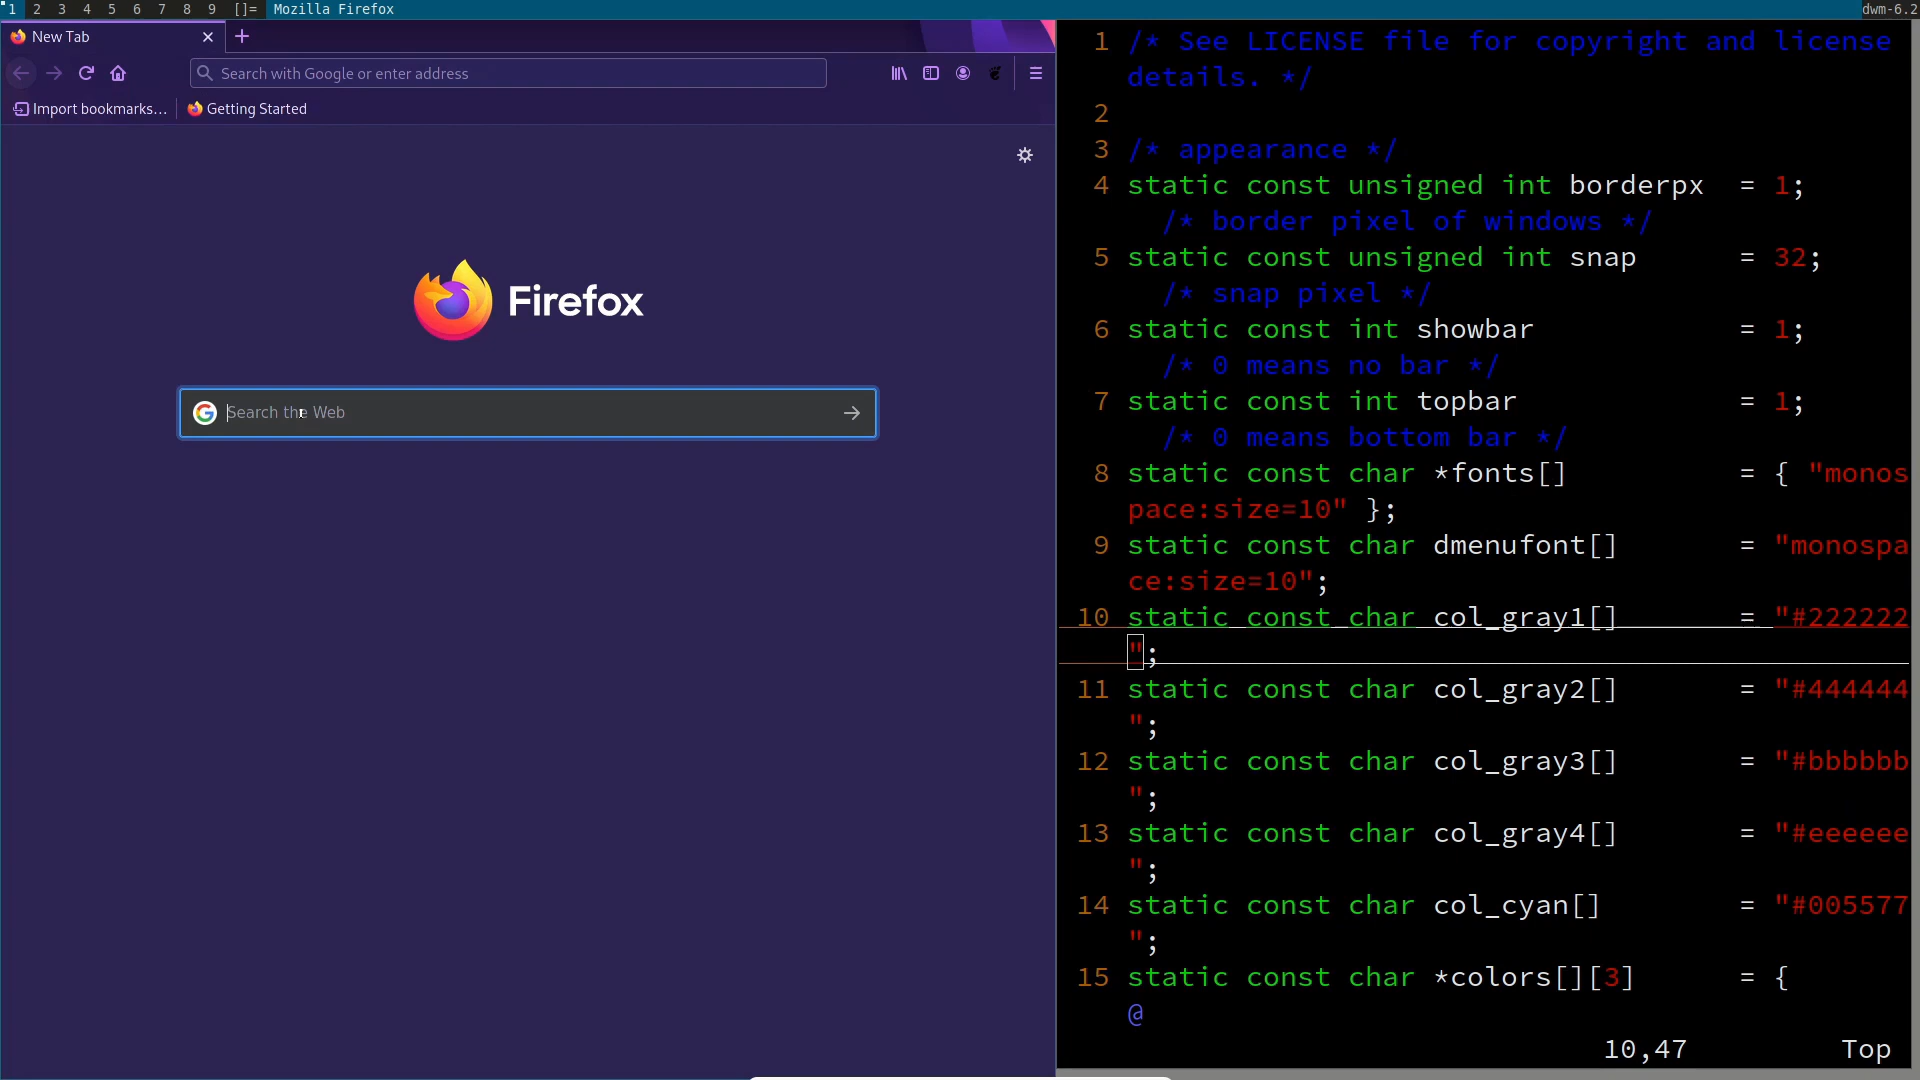 1 2 3 4 5 6 7 8 9 []= Mozilla Firefox dwm-6.2
New Tab
Search with Google or enter address
Import bookmarks... Getting Started
Firefox
Search the Web
1 /* See LICENSE file for copyright and license
details. */
2
3 /* appearance */
4 static const unsigned int borderpx = 1;
/* border pixel of windows */
5 static const unsigned int snap = 32;
/* snap pixel */
6 static const int showbar = 1;
/* 0 means no bar */
7 static const int topbar = 1;
/* 0 means bottom bar */
8 static const char *fonts[] = { "monos
pace:size=10" };
9 static const char dmenufont[] = "monospa
ce:size=10";
10 static const char col_gray1[] = "#222222
";
11 static const char col_gray2[] = "#444444
";
12 static const char col_gray3[] = "#bbbbbb
";
13 static const char col_gray4[] = "#eeeeee
";
14 static const char col_cyan[] = "#005577
";
15 static const char *colors[][3] = {
@
10,47 Top